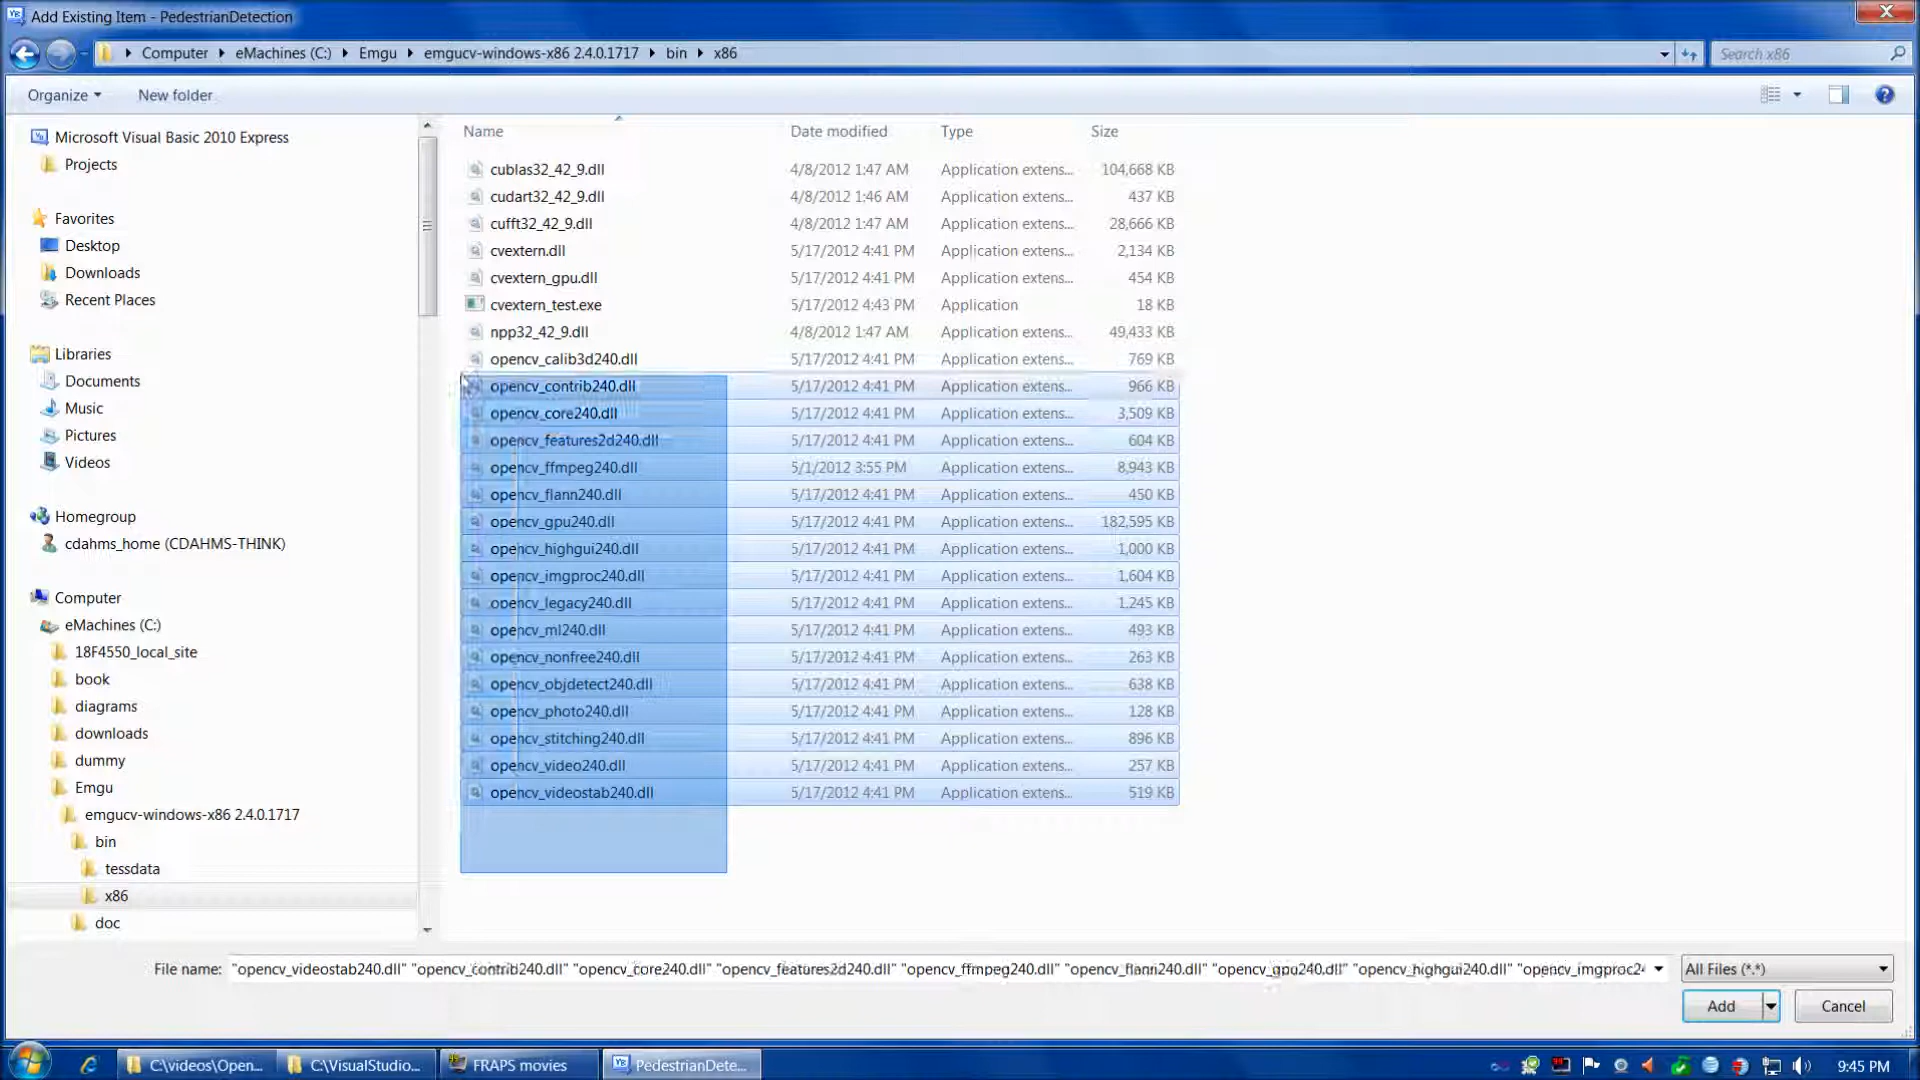 Add Existing Item - PedestrianDetection
Computer eMachines (C:) Emgu emgucv-windows-x86 2.4.0.1717 bin x86
Search x86
Organize New folder
Microsoft Visual Basic 2010 Express
Projects
Favorites
Desktop
Downloads
Recent Places
Libraries
Documents
Music
Pictures
Videos
Homegroup
cdahms_home (CDAHMS-THINK)
Computer
eMachines (C:)
18F4550_local_site
book
diagrams
downloads
dummy
Emgu
emgucv-windows-x86 2.4.0.1717
bin
tessdata
x86
doc
Name Date modified Type Size
cublas32_42_9.dll 4/8/2012 1:47 AM Application extens... 104,668 KB
cudart32_42_9.dll 4/8/2012 1:46 AM Application extens... 437 KB
cufft32_42_9.dll 4/8/2012 1:47 AM Application extens... 28,666 KB
cvextern.dll 5/17/2012 4:41 PM Application extens... 2,134 KB
cvextern_gpu.dll 5/17/2012 4:41 PM Application extens... 454 KB
cvextern_test.exe 5/17/2012 4:43 PM Application 18 KB
npp32_42_9.dll 4/8/2012 1:47 AM Application extens... 49,433 KB
opencv_calib3d240.dll 5/17/2012 4:41 PM Application extens... 769 KB
opencv_contrib240.dll 5/17/2012 4:41 PM Application extens... 966 KB
opencv_core240.dll 5/17/2012 4:41 PM Application extens... 3,509 KB
opencv_features2d240.dll 5/17/2012 4:41 PM Application extens... 604 KB
opencv_ffmpeg240.dll 5/1/2012 3:55 PM Application extens... 8,943 KB
opencv_flann240.dll 5/17/2012 4:41 PM Application extens... 450 KB
opencv_gpu240.dll 5/17/2012 4:41 PM Application extens... 182,595 KB
opencv_highgui240.dll 5/17/2012 4:41 PM Application extens... 1,000 KB
opencv_imgproc240.dll 5/17/2012 4:41 PM Application extens... 1,604 KB
opencv_legacy240.dll 5/17/2012 4:41 PM Application extens... 1,245 KB
opencv_ml240.dll 5/17/2012 4:41 PM Application extens... 493 KB
opencv_nonfree240.dll 5/17/2012 4:41 PM Application extens... 263 KB
opencv_objdetect240.dll 5/17/2012 4:41 PM Application extens... 638 KB
opencv_photo240.dll 5/17/2012 4:41 PM Application extens... 128 KB
opencv_stitching240.dll 5/17/2012 4:41 PM Application extens... 896 KB
opencv_video240.dll 5/17/2012 4:41 PM Application extens... 257 KB
opencv_videostab240.dll 5/17/2012 4:41 PM Application extens... 519 KB
File name: "opencv_videostab240.dll" "opencv_contrib240.dll" "opencv_core240.dll" "opencv_features2d240.dll" "opencv_ffmpeg240.dll" "opencv_flann240.dll" "opencv_gpu240.dll" "opencv_highgui240.dll" "opencv_imgproc24 All Files (*.*)
Add Cancel
C:\videos\Open... C:\VisualStudio... FRAPS movies PedestrianDete... 9:45 PM